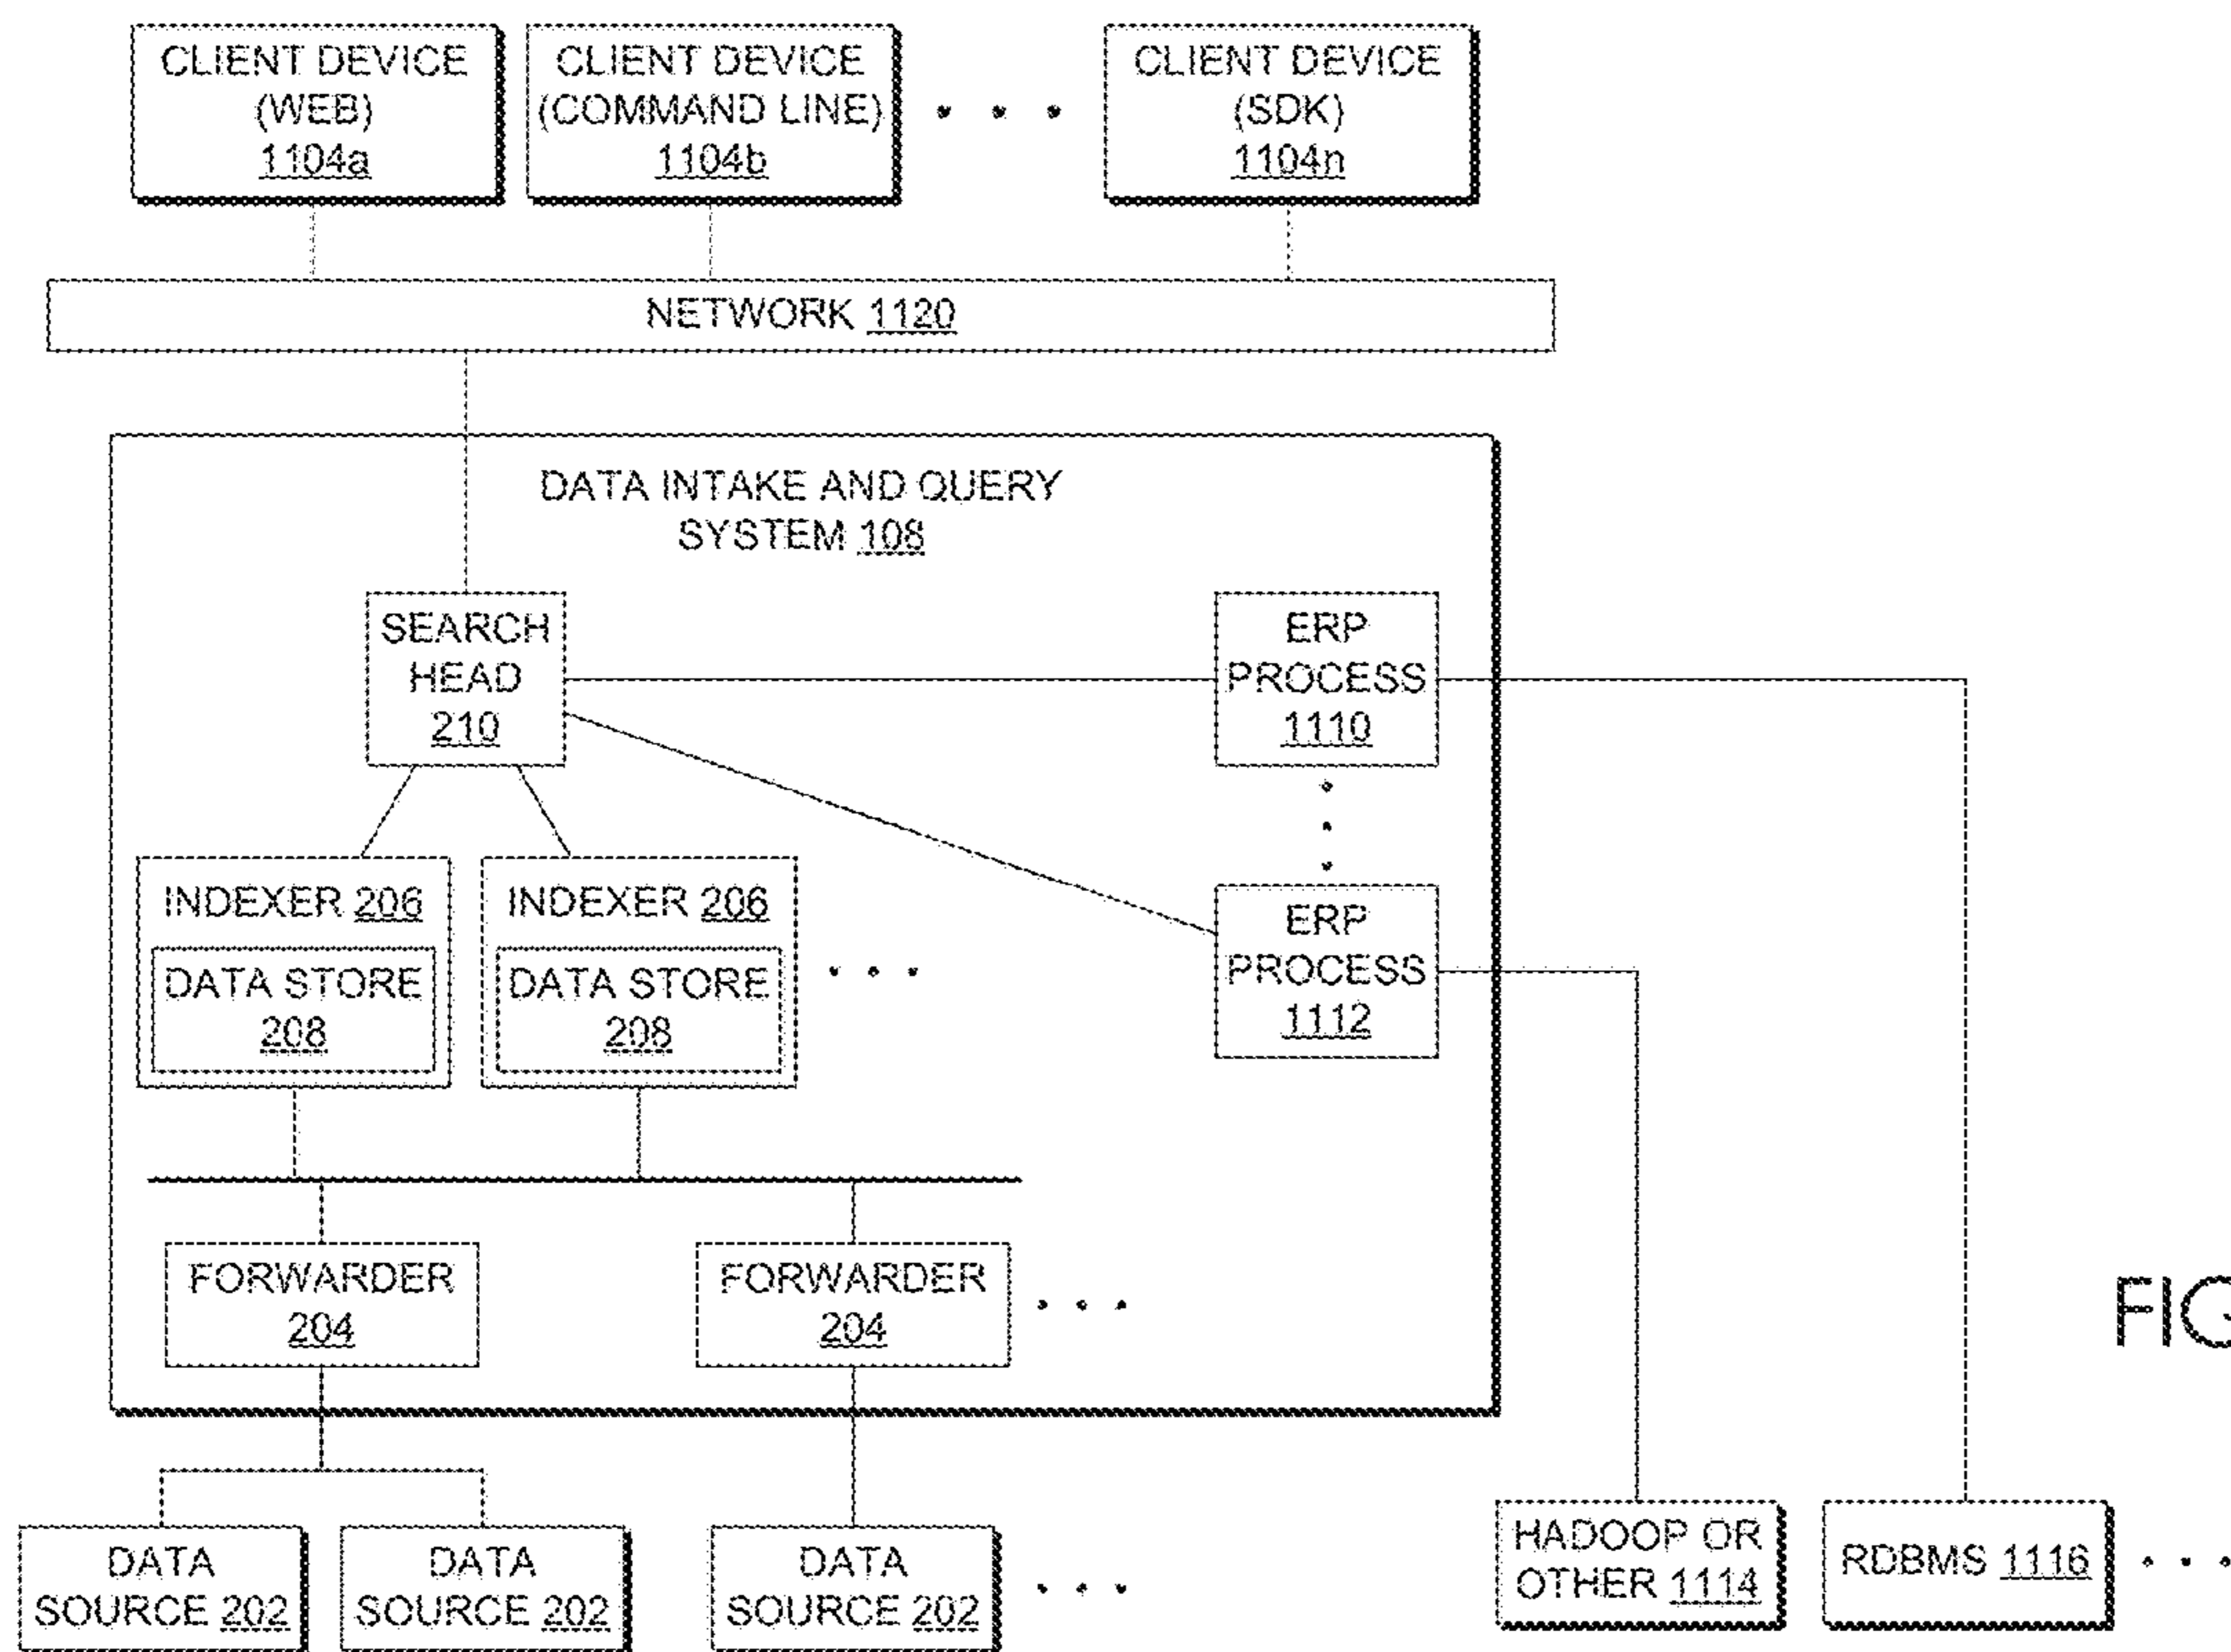 CLIENT DEVICE
(WEB)
1104a
CLIENT DEVICE
(COMMAND LINE)
1104b
CLIENT DEVICE
(SDK)
1104n
NETWORK 1120
DATA INTAKE AND QUERY
SYSTEM 108
SEARCH
HEAD
210
ERP
PROCESS
1110
INDEXER 206
DATA STORE
208
INDEXER 206
DATA STORE
208
ERP
PROCESS
1112
FORWARDER
204
FORWARDER
204
FIG
DATA
SOURCE 202
DATA
SOURCE 202
DATA
SOURCE 202
HADOOP OR
OTHER 1114
RDBMS 1116